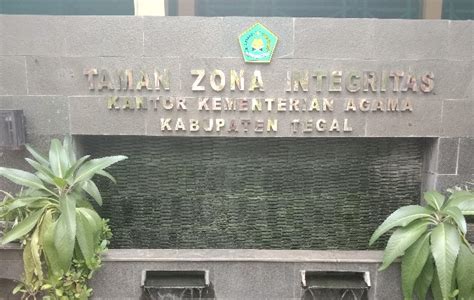 TAMAN ZONA INTEGRITAS
KANTOR KEMENTERIAN AGAMA
KABUPATEN TEGAL